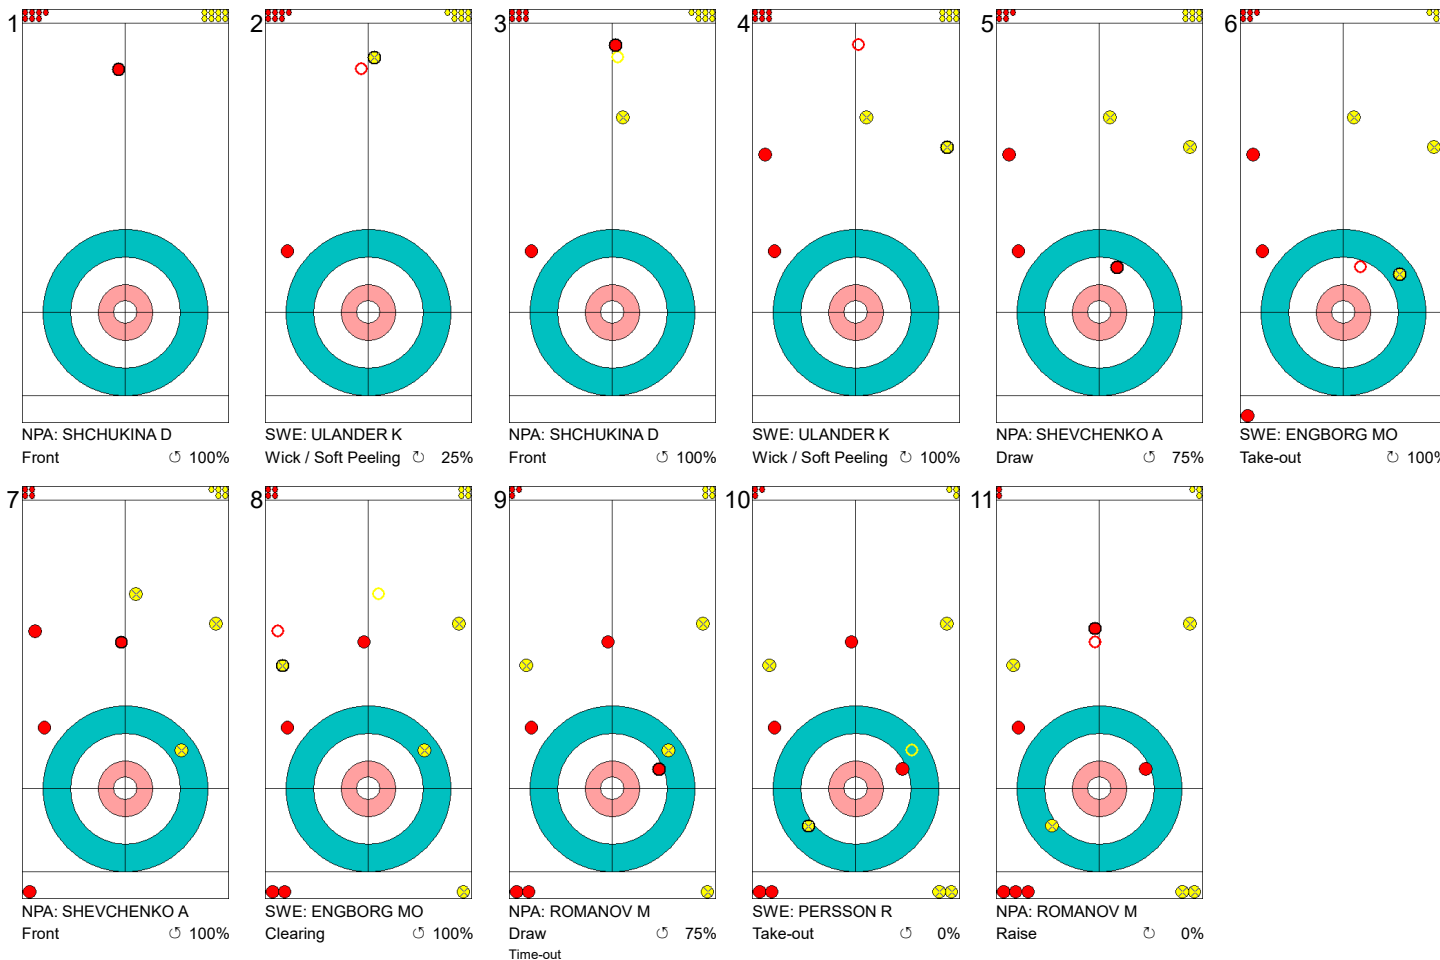 1 2 3 4 5 6
NPA: SHCHUKINA D SWE: ULANDER K NPA: SHCHUKINA D SWE: ULANDER K NPA: SHEVCHENKO A SWE: ENGBORG MO
Front ↺ 100% Wick / Soft Peeling ↻ 25% Front ↺ 100% Wick / Soft Peeling ↻ 100% Draw ↺ 75% Take-out ↻ 100%
7 8 9 10 11
NPA: SHEVCHENKO A SWE: ENGBORG MO NPA: ROMANOV M SWE: PERSSON R NPA: ROMANOV M
Front ↺ 100% Clearing ↻ 100% Draw ↺ 75% Take-out ↻ 0% Raise ↻ 0%
Time-out